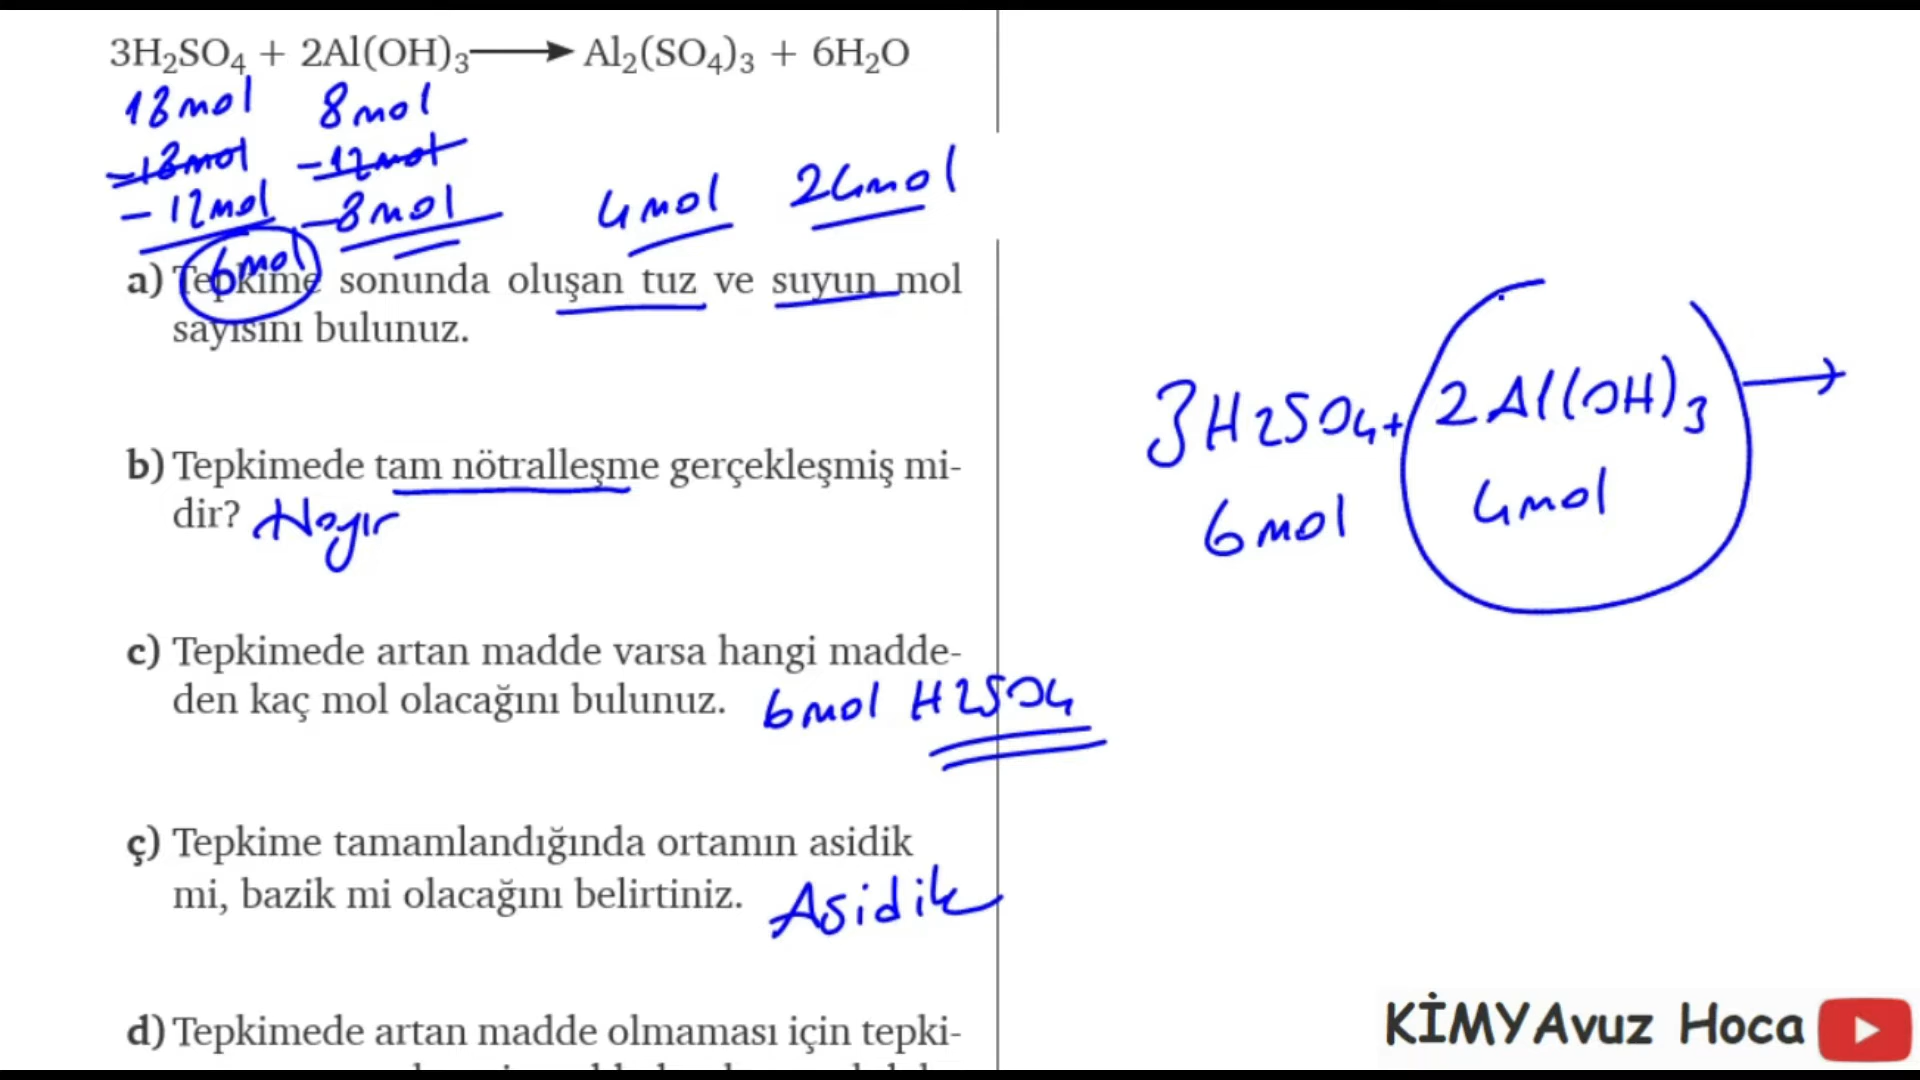 3H₂SO₄ + 2Al(OH)₃ ⟶ Al₂(SO₄)₃ + 6H₂O
18mol 8mol
-18mol -12mol
-12mol -8mol 4mol 24mol
6mol
a) Tepkime sonunda oluşan tuz ve suyun mol
sayısını bulunuz.
b) Tepkimede tam nötralleşme gerçekleşmiş mi-
dir? Hayır
c) Tepkimede artan madde varsa hangi madde-
den kaç mol olacağını bulunuz. 6mol H2SO4
ç) Tepkime tamamlandığında ortamın asidik
mi, bazik mi olacağını belirtiniz. Asidik
d) Tepkimede artan madde olmaması için tepki-
3H2SO4+ 2Al(OH)3 →
6mol 4mol
KİMYAvuz Hoca